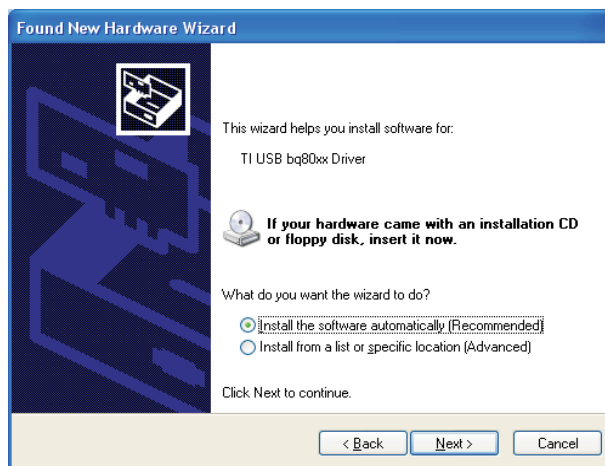 Found New Hardware Wizard
This wizard helps you install software for:
TI USB bq80xx Driver
If your hardware came with an installation CD
or floppy disk, insert it now.
What do you want the wizard to do?
Install the software automatically (Recommended)
Install from a list or specific location (Advanced)
Click Next to continue.
< Back Next > Cancel